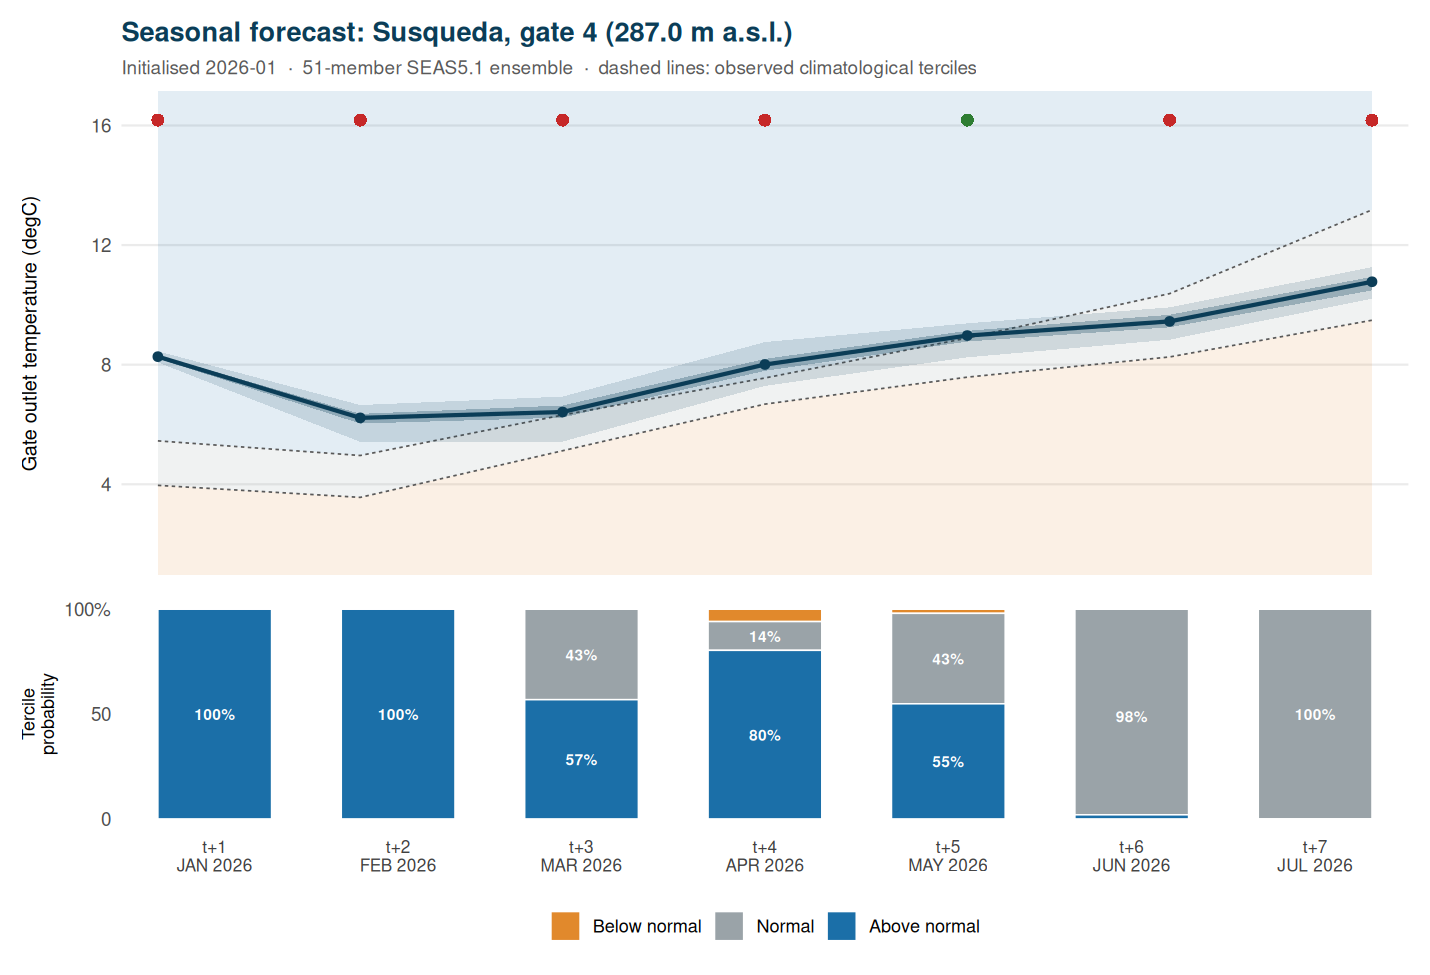 Seasonal forecast: Susqueda, gate 4 (287.0 m a.s.l.)
Initialised 2026-01 · 51-member SEAS5.1 ensemble · dashed lines: observed climatological terciles
Gate outlet temperature (degC)
16
12
8
4
Tercile
probability
100%
50
0
100%
100%
43%
57%
14%
80%
43%
55%
98%
100%
t+1
JAN 2026
t+2
FEB 2026
t+3
MAR 2026
t+4
APR 2026
t+5
MAY 2026
t+6
JUN 2026
t+7
JUL 2026
Below normal
Normal
Above normal